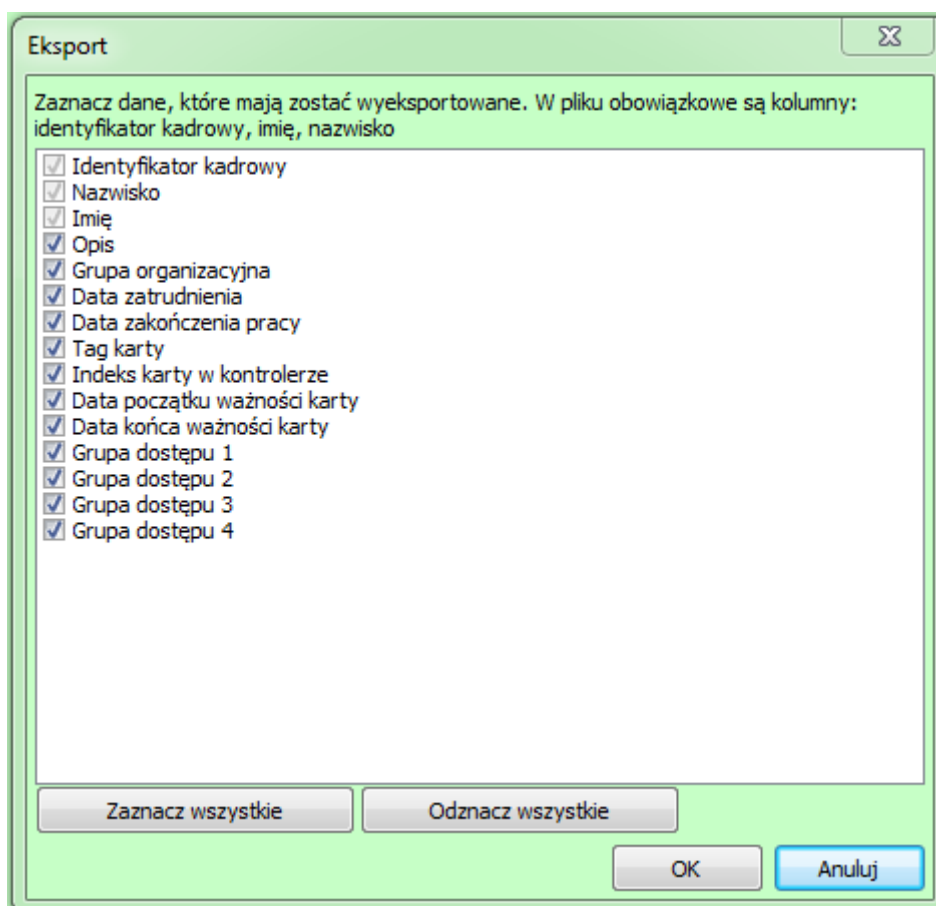 Eksport
Zaznacz dane, które mają zostać wyeksportowane. W pliku obowiązkowe są kolumny:
identyfikator kadrowy, imię, nazwisko
Identyfikator kadrowy
Nazwisko
Imię
Opis
Grupa organizacyjna
Data zatrudnienia
Data zakończenia pracy
Tag karty
Indeks karty w kontrolerze
Data początku ważności karty
Data końca ważności karty
Grupa dostępu 1
Grupa dostępu 2
Grupa dostępu 3
Grupa dostępu 4
Zaznacz wszystkie
Odznacz wszystkie
OK
Anuluj